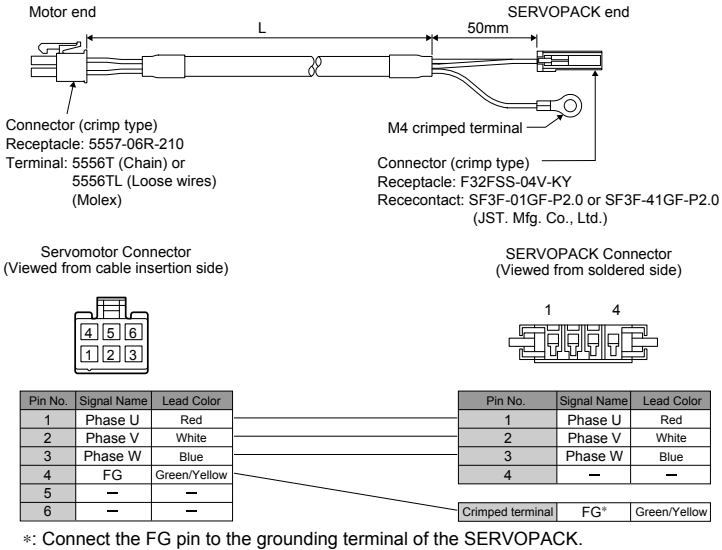 Motor end
SERVOPACK end
L
50mm
Connector (crimp type)
Receptacle: 5557-06R-210
Terminal: 5556T (Chain) or
5556TL (Loose wires)
(Molex)
M4 crimped terminal
Connector (crimp type)
Receptacle: F32FSS-04V-KY
Rececontact: SF3F-01GF-P2.0 or SF3F-41GF-P2.0
(JST. Mfg. Co., Ltd.)
Servomotor Connector
(Viewed from cable insertion side)
SERVOPACK Connector
(Viewed from soldered side)
4 5 6
1 2 3
1 4
Pin No. Signal Name Lead Color
1 Phase U Red
2 Phase V White
3 Phase W Blue
4 FG Green/Yellow
5 – –
6 – –
Pin No. Signal Name Lead Color
1 Phase U Red
2 Phase V White
3 Phase W Blue
4 – –
Crimped terminal FG* Green/Yellow
*: Connect the FG pin to the grounding terminal of the SERVOPACK.